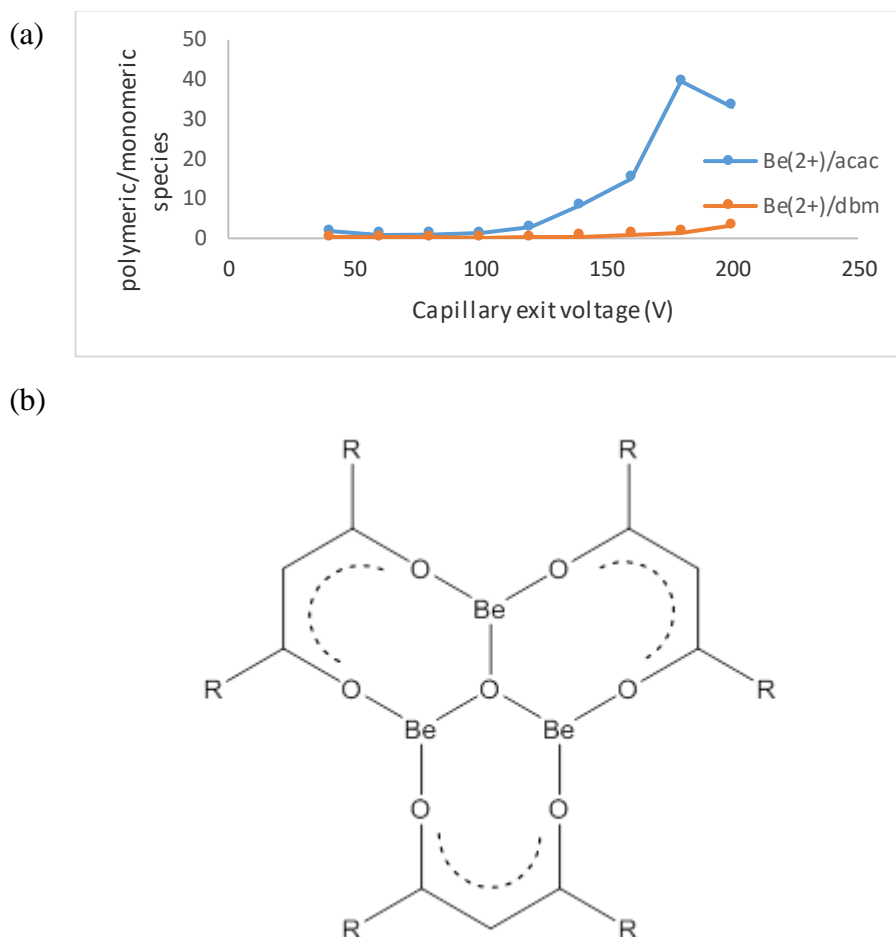 (a)
50
40
30
20
10
0
polymeric/monomeric
species
Be(2+)/acac
Be(2+)/dbm
0 50 100 150 200 250
Capillary exit voltage (V)
(b)
R R
O O
Be
R O O O R
Be Be
O O
R R